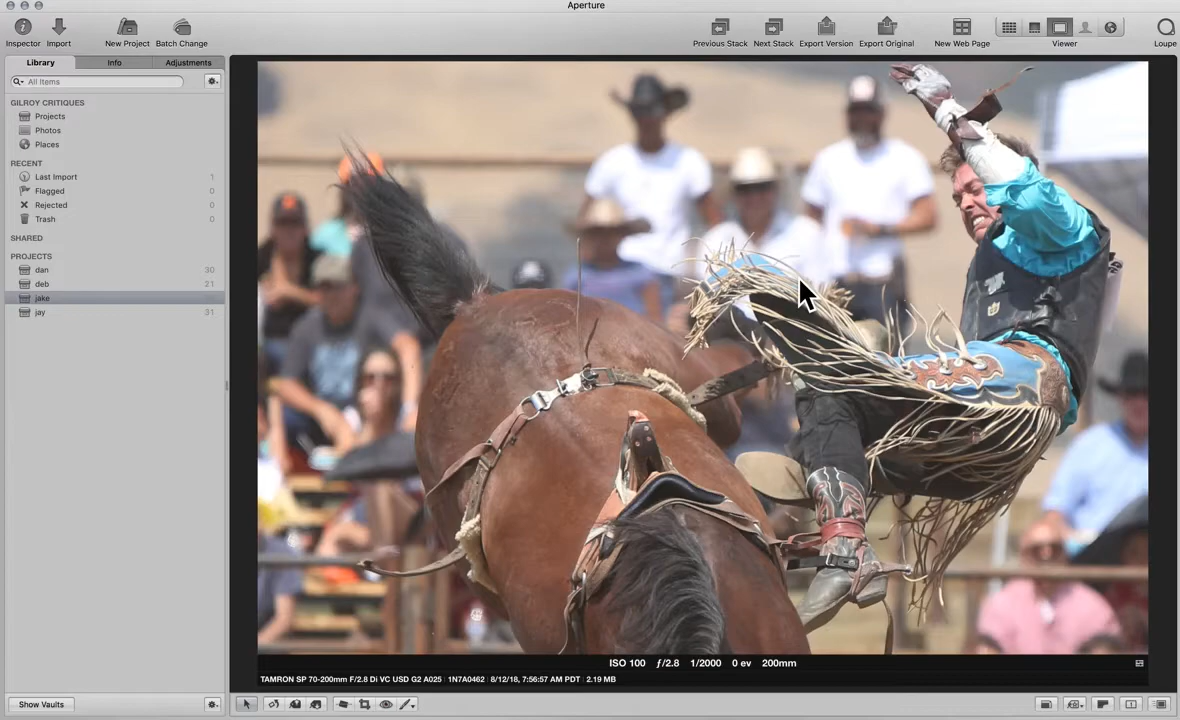 Aperture
Inspector Import New Project Batch Change Previous Stack Next Stack Export Version Export Original New Web Page Viewer Loupe
Library Info Adjustments
All Items
GILROY CRITIQUES
Projects
Photos
Places
RECENT
Last Import 1
Flagged 0
Rejected 0
Trash 0
SHARED
PROJECTS
dan 30
deb 21
jake
jay 31
ISO 100 ƒ/2.8 1/2000 0 ev 200mm
TAMRON SP 70-200mm F/2.8 Di VC USD G2 A025 1N7A0462 8/12/18, 7:56:57 AM PDT 2.19 MB
Show Vaults